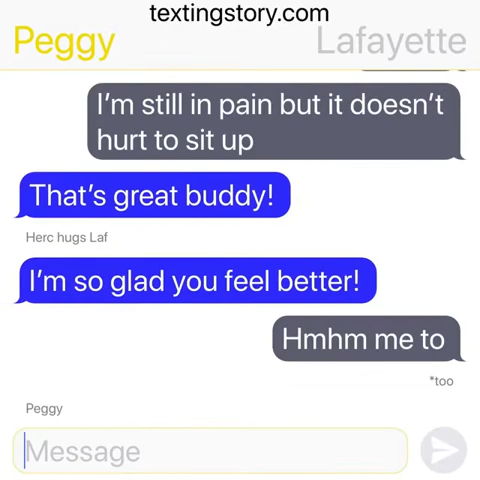 textingstory.com
Peggy
Lafayette
I’m still in pain but it doesn’t
hurt to sit up
That’s great buddy!
Herc hugs Laf
I’m so glad you feel better!
Hmhm me to
*too
Peggy
Message